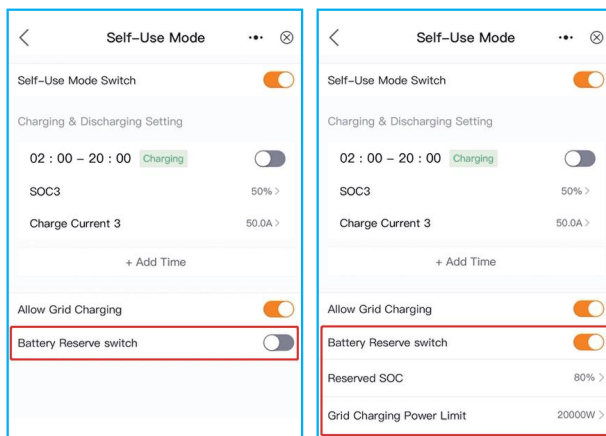 Self-Use Mode
Self-Use Mode Switch
Charging & Discharging Setting
02 : 00 - 20 : 00 Charging
SOC3 50% >
Charge Current 3 50.0A >
+ Add Time
Allow Grid Charging
Battery Reserve switch
Self-Use Mode
Self-Use Mode Switch
Charging & Discharging Setting
02 : 00 - 20 : 00 Charging
SOC3 50% >
Charge Current 3 50.0A >
+ Add Time
Allow Grid Charging
Battery Reserve switch
Reserved SOC 80% >
Grid Charging Power Limit 20000W >